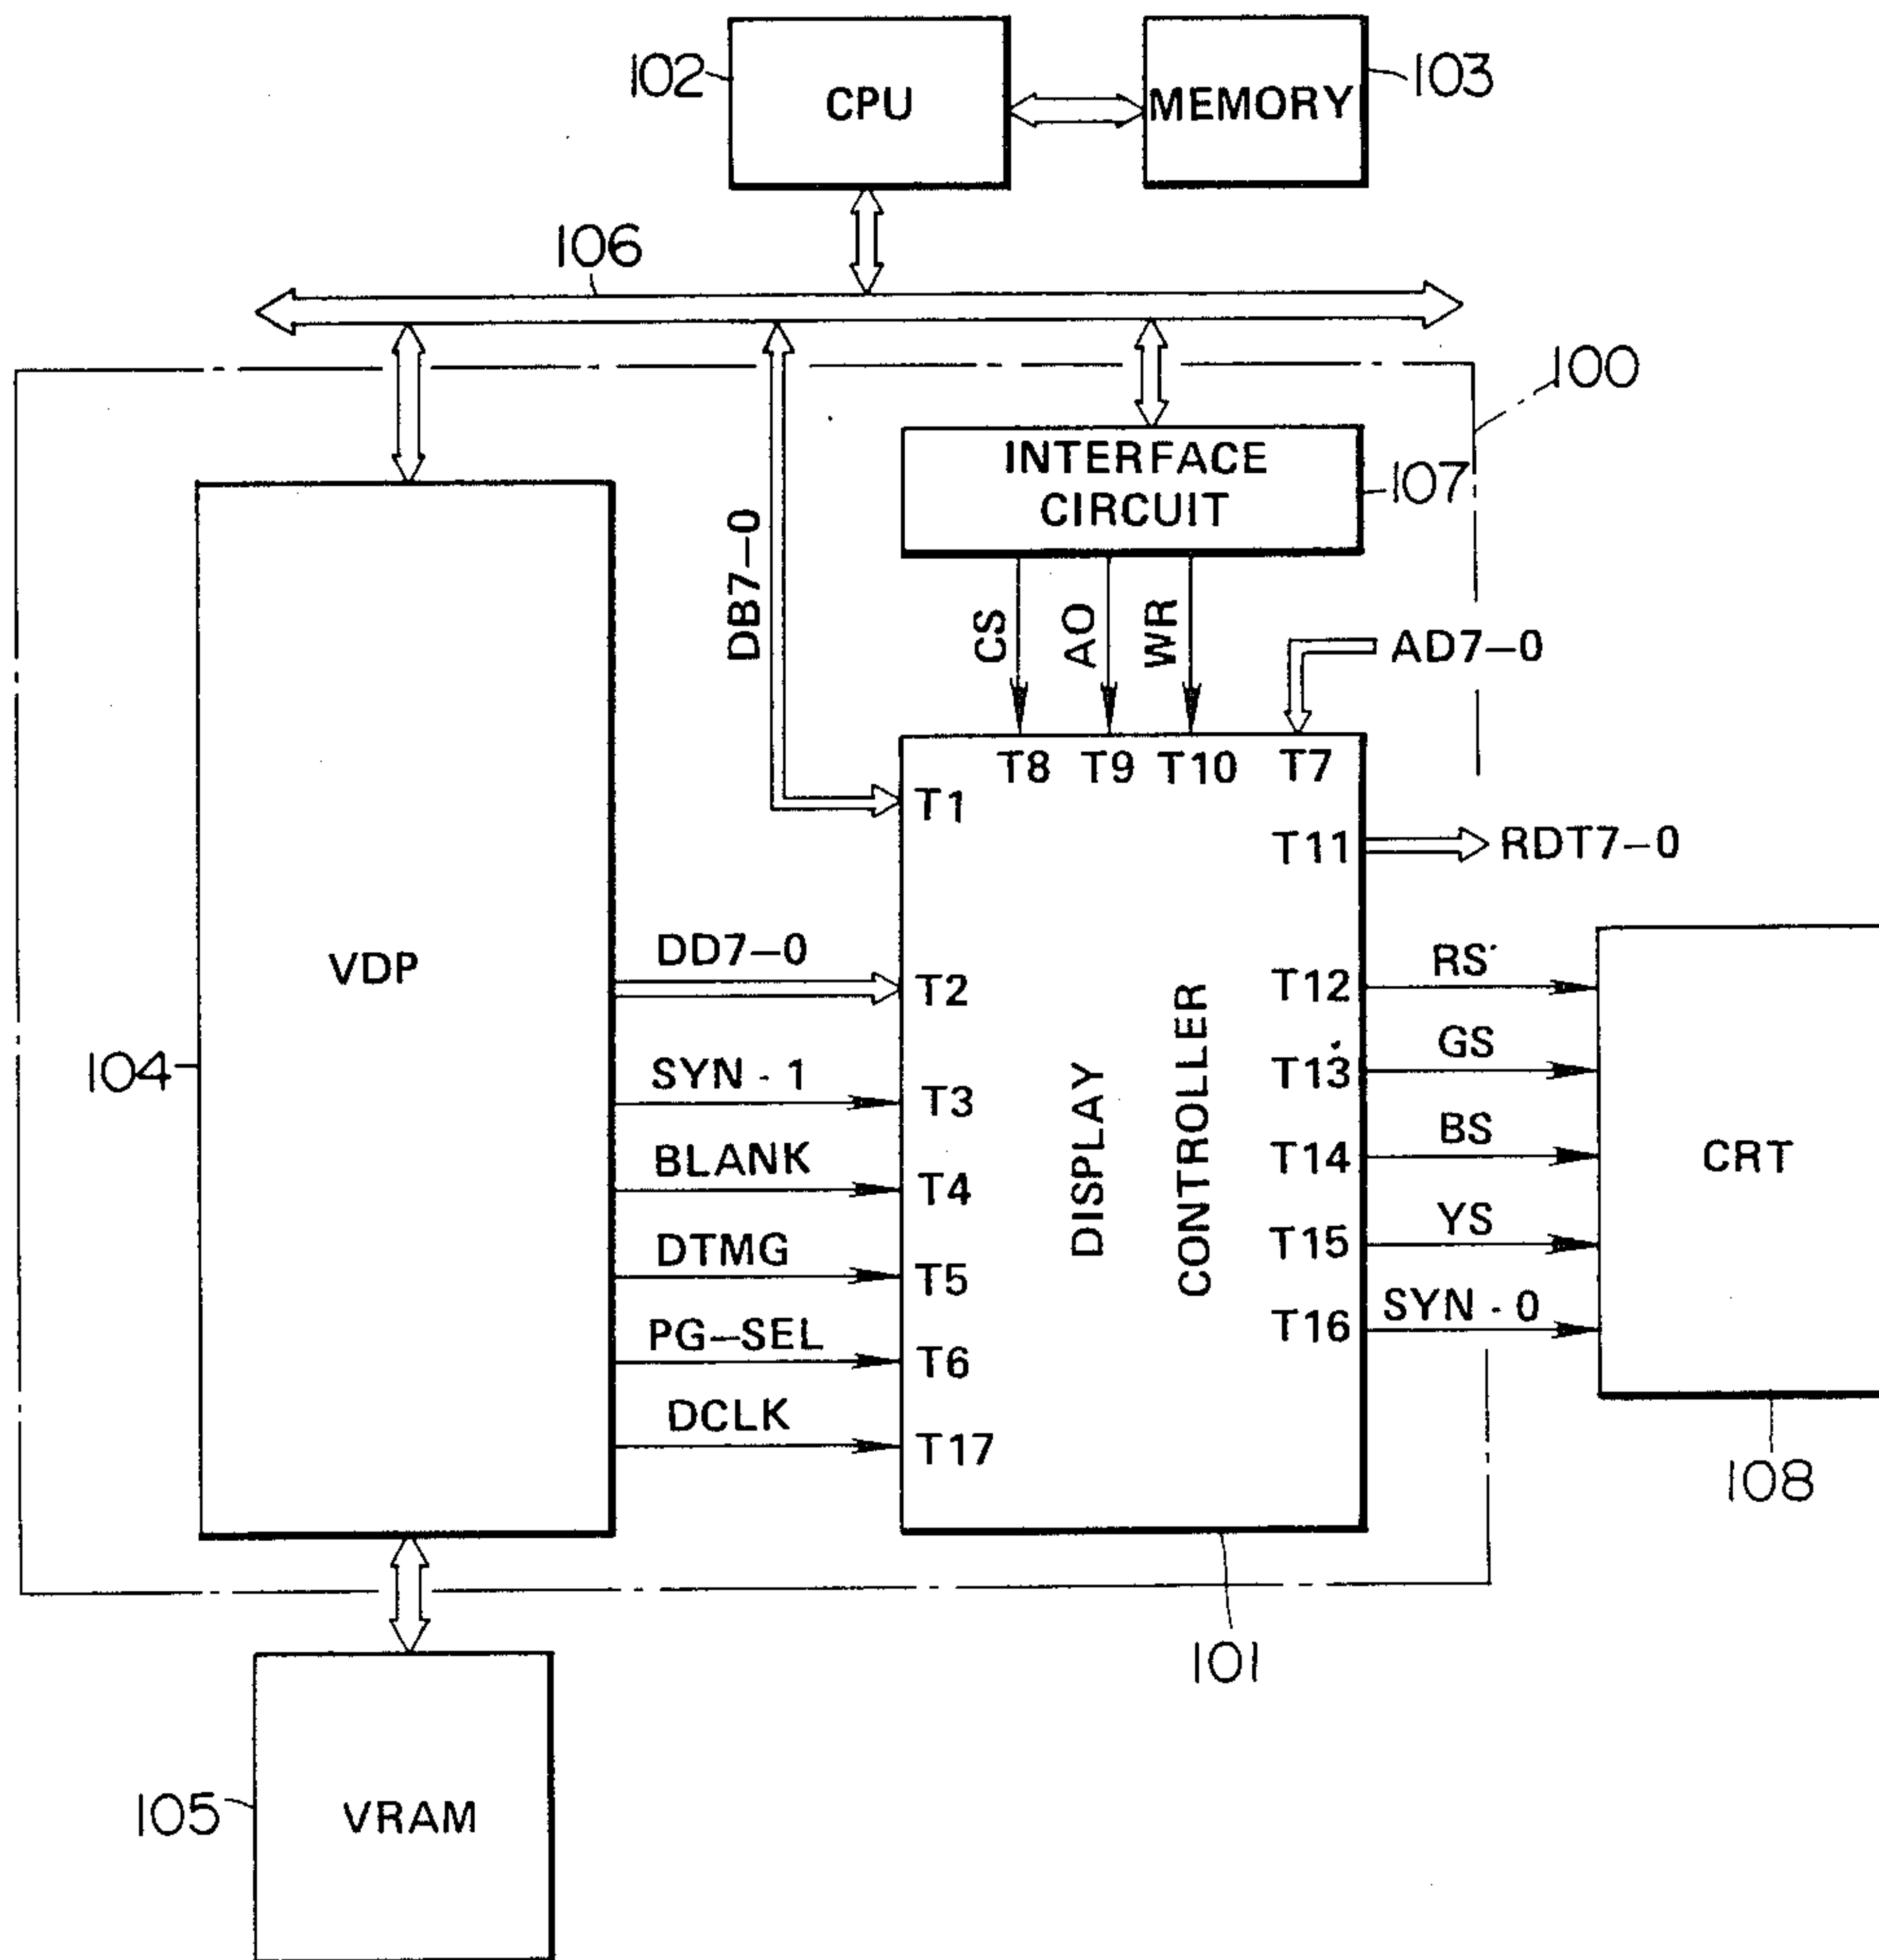 102
CPU
MEMORY
103
106
100
INTERFACE
CIRCUIT
107
DB7-0
CS
AO
WR
AD7-0
T8
T9
T10
T7
T1
T11
RDT7-0
VDP
104
DD7-0
T2
SYN-1
T3
BLANK
T4
DTMG
T5
PG-SEL
T6
DCLK
T17
DISPLAY
CONTROLLER
T12
RS
T13
GS
T14
BS
T15
YS
T16
SYN-0
CRT
108
101
105
VRAM